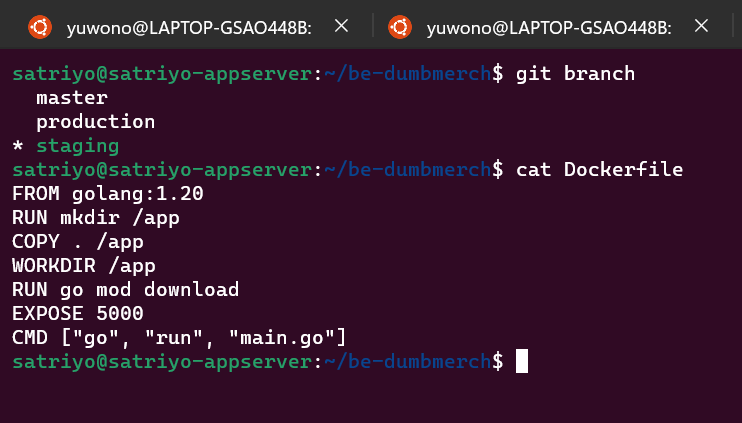 yuwono@LAPTOP-GSAO448B: yuwono@LAPTOP-GSAO448B:
satriyo@satriyo-appserver:~/be-dumbmerch$ git branch
  master
  production
* staging
satriyo@satriyo-appserver:~/be-dumbmerch$ cat Dockerfile
FROM golang:1.20
RUN mkdir /app
COPY . /app
WORKDIR /app
RUN go mod download
EXPOSE 5000
CMD ["go", "run", "main.go"]
satriyo@satriyo-appserver:~/be-dumbmerch$